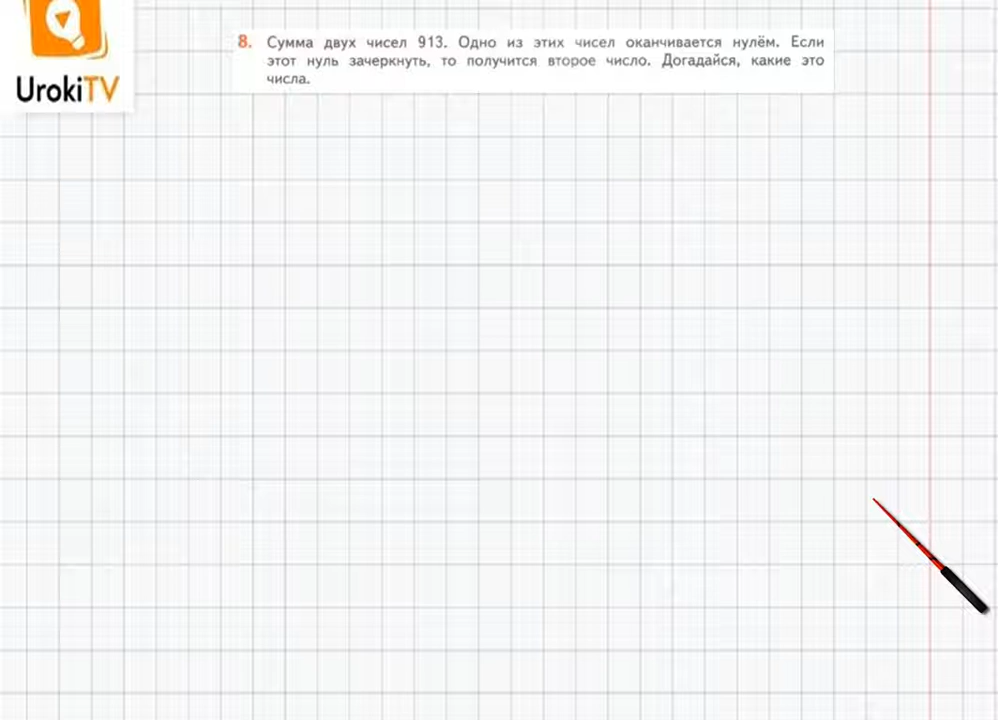 8. Сумма двух чисел 913. Одно из этих чисел оканчивается нулём. Если
этот нуль зачеркнуть, то получится второе число. Догадайся, какие это
числа.
UrokiTV